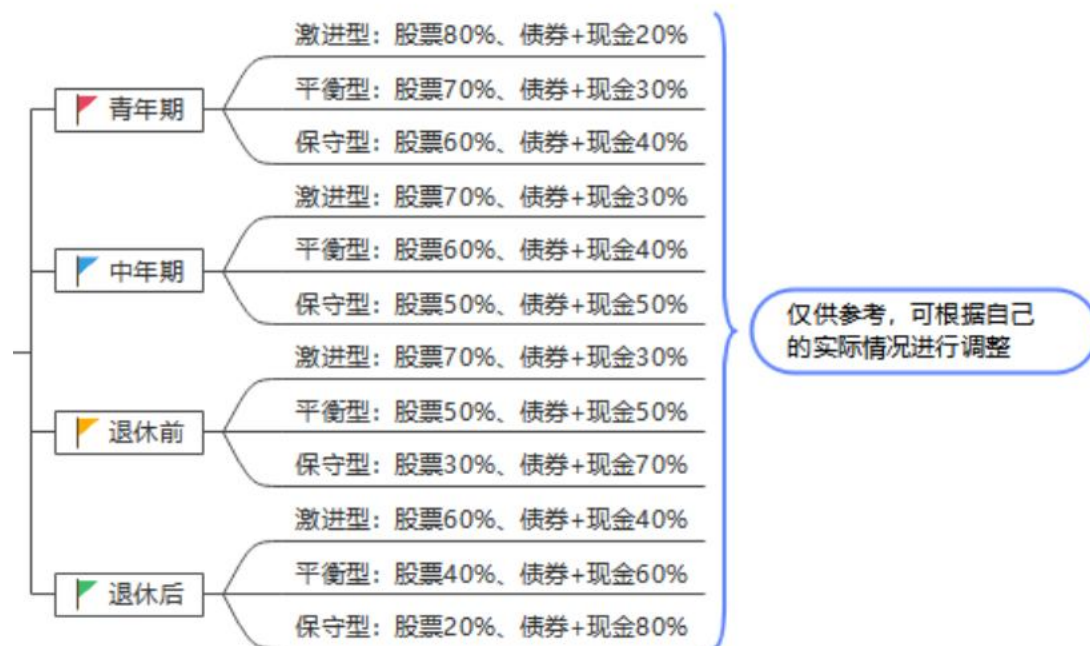 青年期
激进型：股票80%、债券+现金20%
平衡型：股票70%、债券+现金30%
保守型：股票60%、债券+现金40%
中年期
激进型：股票70%、债券+现金30%
平衡型：股票60%、债券+现金40%
保守型：股票50%、债券+现金50%
退休前
激进型：股票70%、债券+现金30%
平衡型：股票50%、债券+现金50%
保守型：股票30%、债券+现金70%
退休后
激进型：股票60%、债券+现金40%
平衡型：股票40%、债券+现金60%
保守型：股票20%、债券+现金80%
仅供参考，可根据自己
的实际情况进行调整